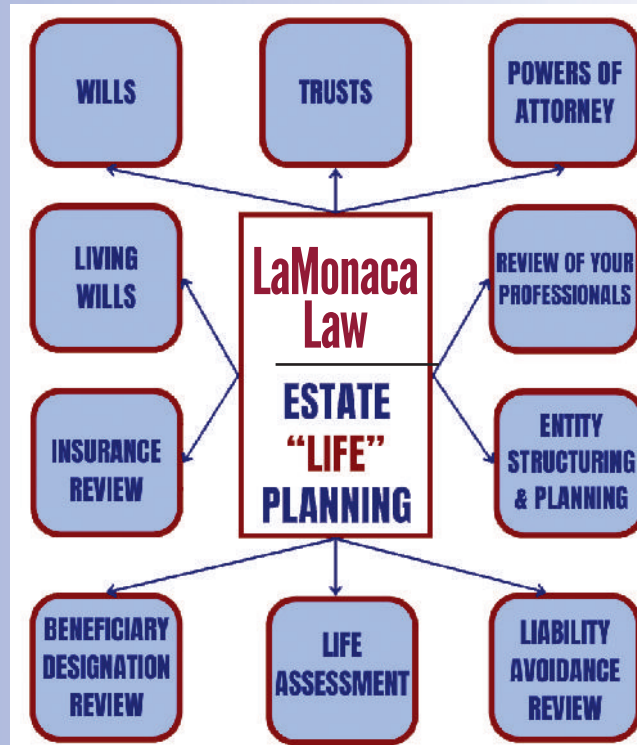 WILLS
TRUSTS
POWERS OF
ATTORNEY
LIVING
WILLS
LaMonaca
Law
ESTATE
“LIFE”
PLANNING
REVIEW OF YOUR
PROFESSIONALS
INSURANCE
REVIEW
ENTITY
STRUCTURING
& PLANNING
BENEFICIARY
DESIGNATION
REVIEW
LIFE
ASSESSMENT
LIABILITY
AVOIDANCE
REVIEW